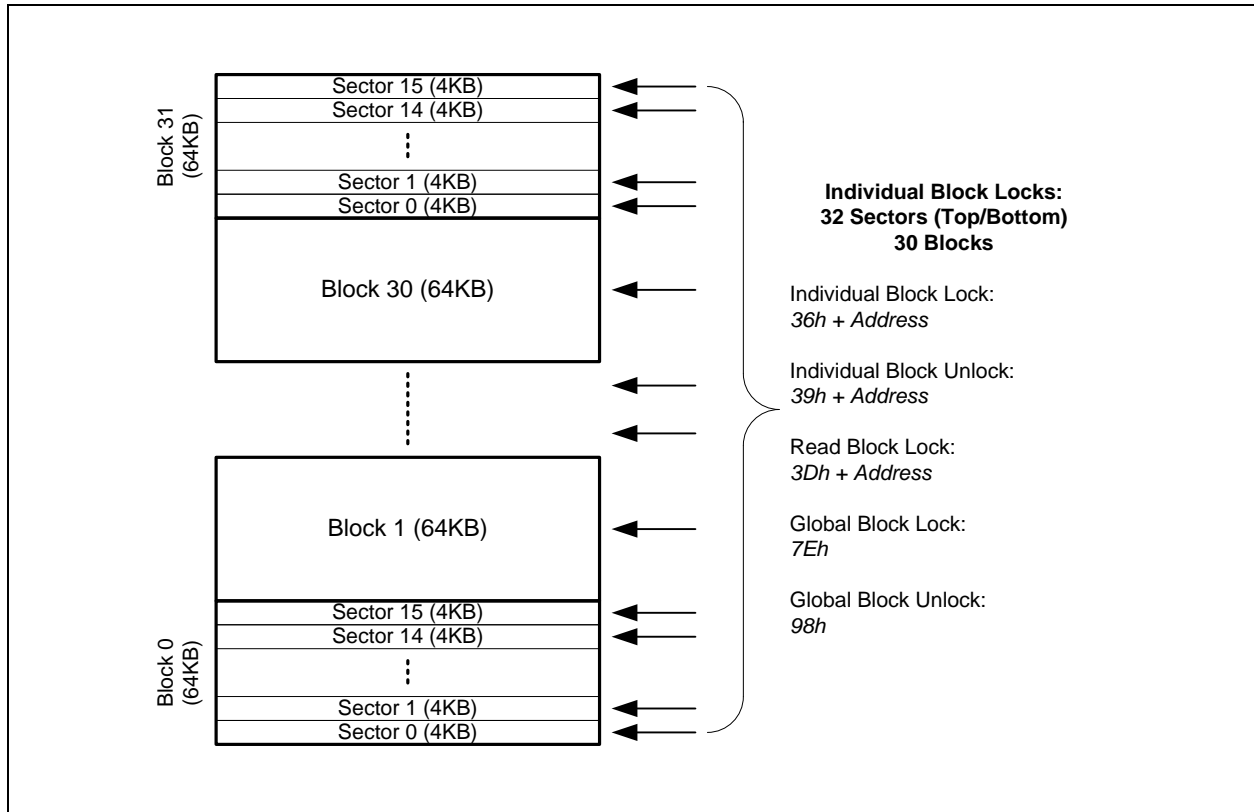 Block 31
(64KB)
Sector 15 (4KB)
Sector 14 (4KB)
Sector 1 (4KB)
Sector 0 (4KB)
Block 30 (64KB)
Block 1 (64KB)
Block 0
(64KB)
Sector 15 (4KB)
Sector 14 (4KB)
Sector 1 (4KB)
Sector 0 (4KB)
Individual Block Locks:
32 Sectors (Top/Bottom)
30 Blocks
Individual Block Lock:
36h + Address
Individual Block Unlock:
39h + Address
Read Block Lock:
3Dh + Address
Global Block Lock:
7Eh
Global Block Unlock:
98h